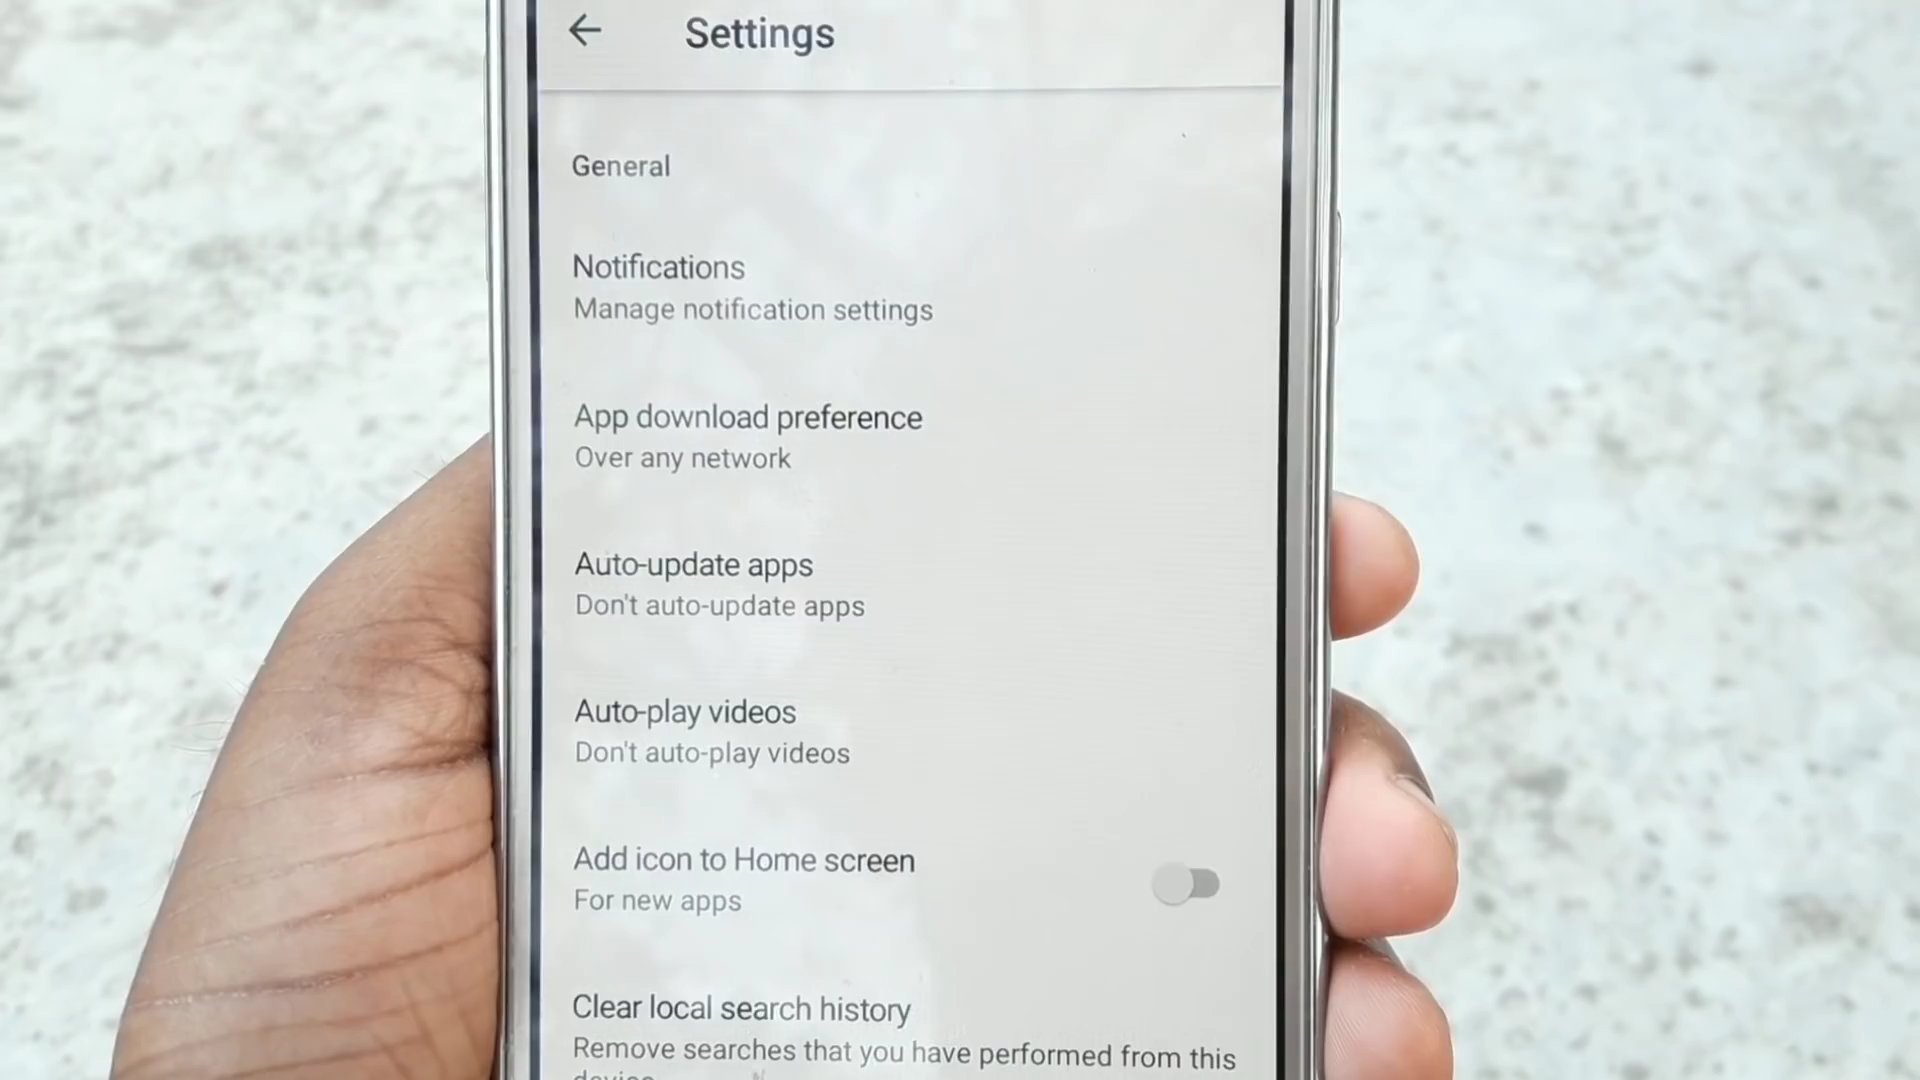 Settings
General
Notifications
Manage notification settings
App download preference
Over any network
Auto-update apps
Don't auto-update apps
Auto-play videos
Don't auto-play videos
Add icon to Home screen
For new apps
Clear local search history
Remove searches that you have performed from this